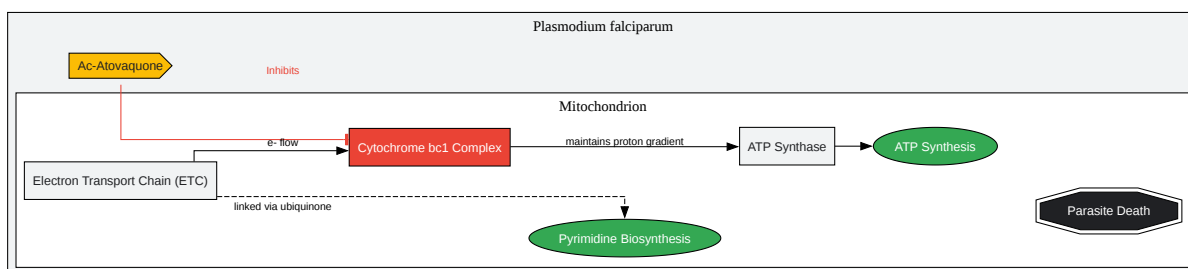 Plasmodium falciparum
Ac-Atovaquone
Inhibits
Mitochondrion
e- flow
Cytochrome bc1 Complex
maintains proton gradient
ATP Synthase
ATP Synthesis
Electron Transport Chain (ETC)
linked via ubiquinone
Parasite Death
Pyrimidine Biosynthesis